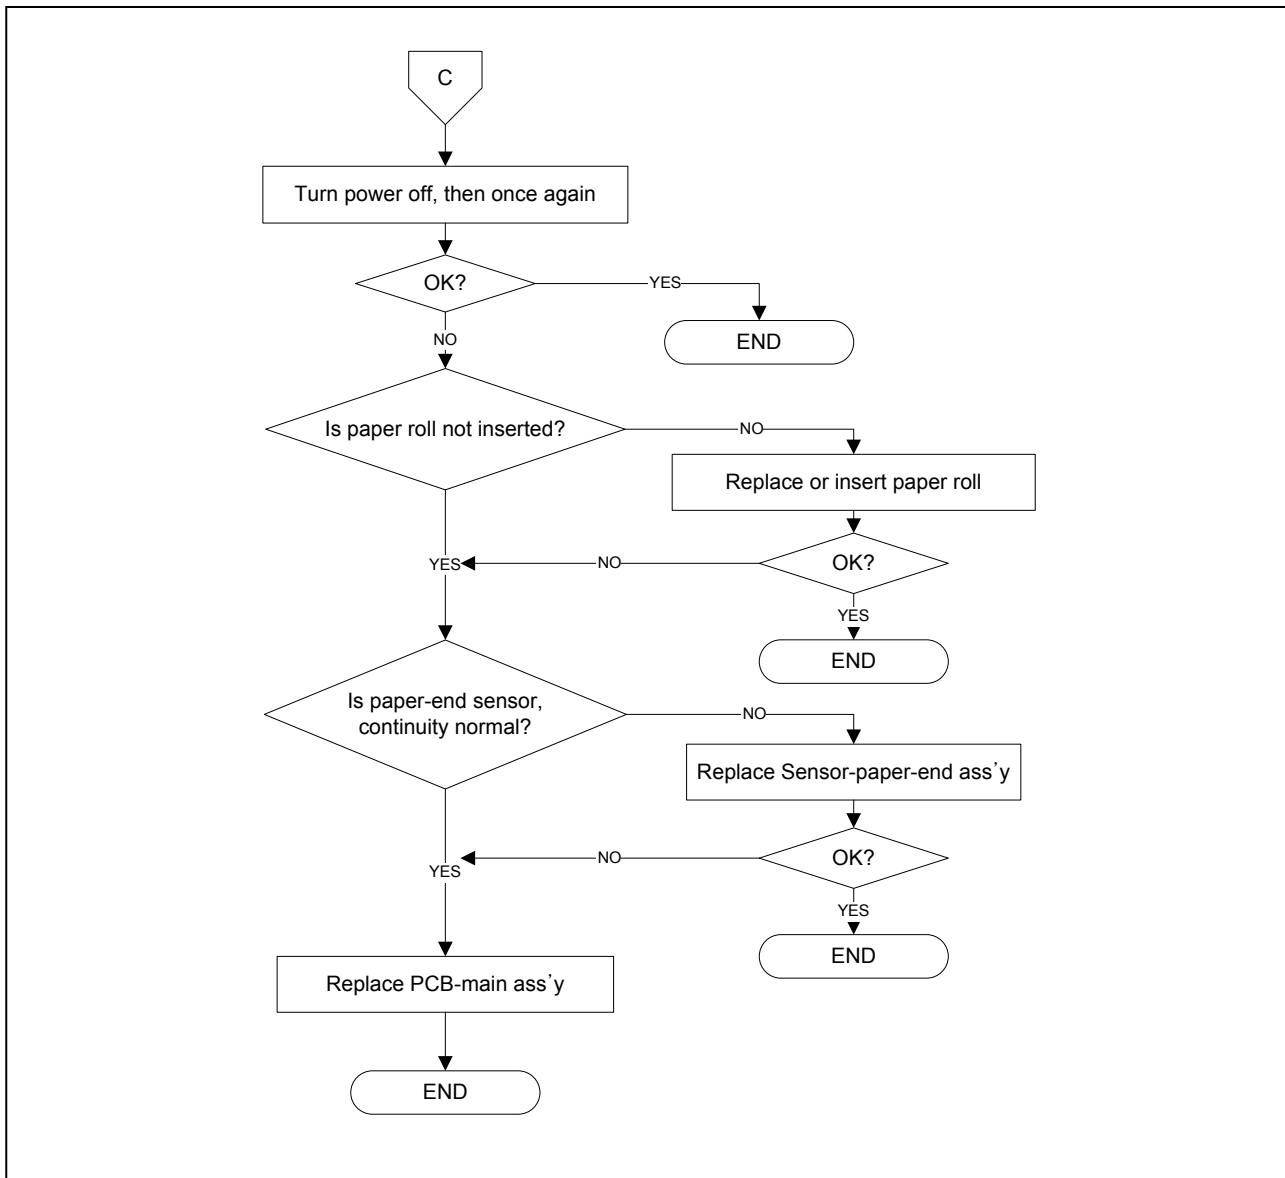 C
Turn power off, then once again
OK?
YES
END
NO
Is paper roll not inserted?
NO
Replace or insert paper roll
YES
NO
OK?
YES
END
Is paper-end sensor,
continuity normal?
NO
Replace Sensor-paper-end ass’y
YES
NO
OK?
YES
END
Replace PCB-main ass’y
END